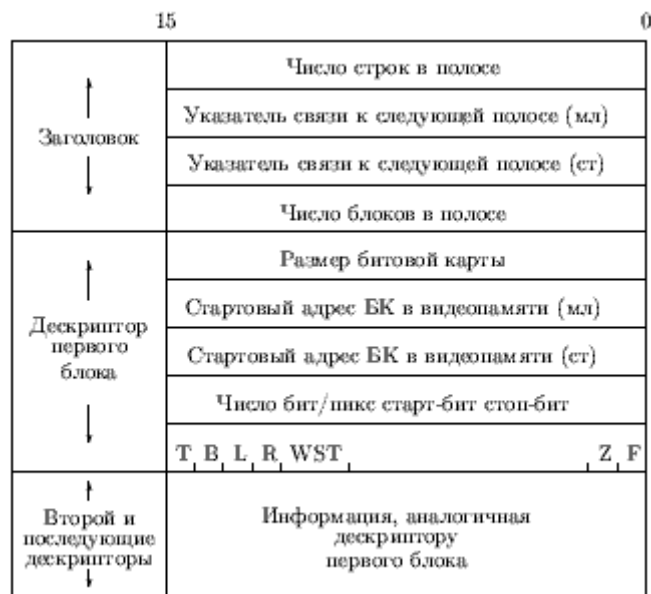 15 0
Число строк в полосе
Указатель связи к следующей полосе (мл)
Заголовок
Указатель связи к следующей полосе (ст)
Число блоков в полосе
Размер битовой карты
Стартовый адрес БК в видеопамяти (мл)
Дескриптор
первого
блока
Стартовый адрес БК в видеопамяти (ст)
Число бит/пикс старт-бит стоп-бит
T B L R WST Z F
Второй и
последующие
дескрипторы
Информация, аналогичная
дескриптору
первого блока